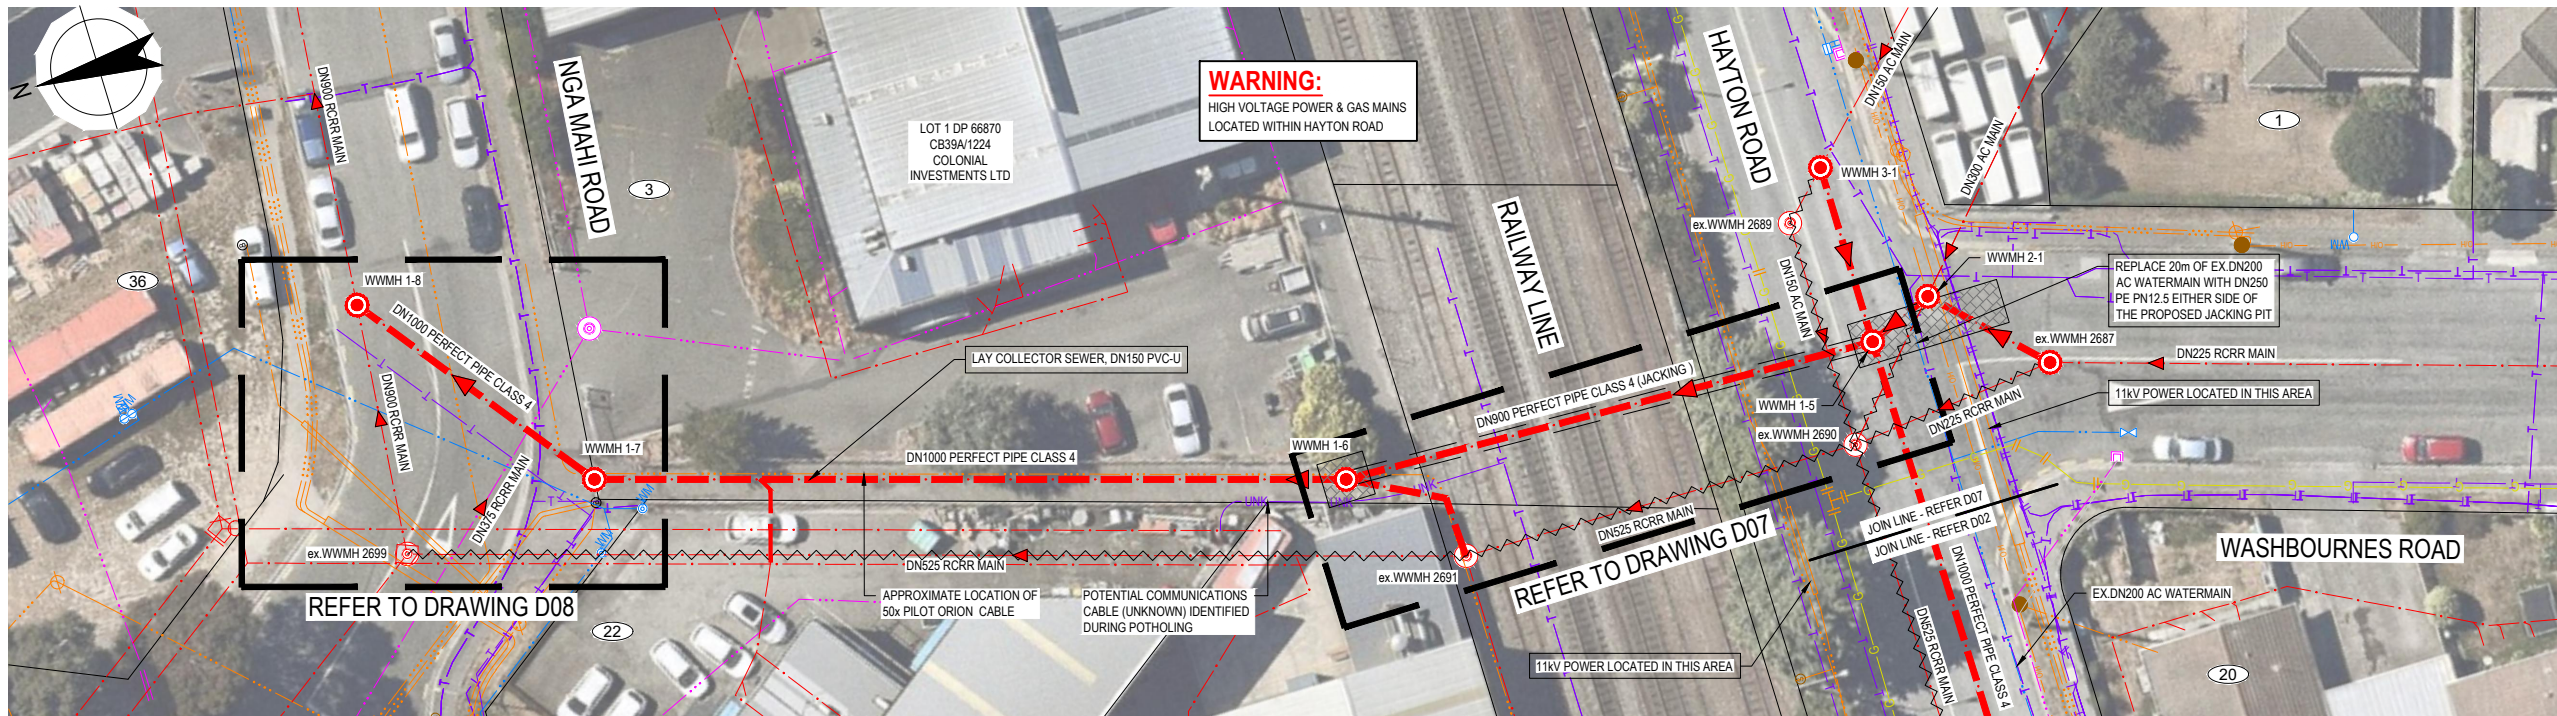 N
DN900 RCRR MAIN
NGA MAHI ROAD
3
36
WWMH 1-8
DN1000 PERFECT PIPE CLASS 4
DN900 RCRR MAIN
DN375 RCRR MAIN
WWMH 1-7
WM
WM
WM
ex.WWMH 2699
REFER TO DRAWING D08
22
LOT 1 DP 66870
CB39A/1224
COLONIAL
INVESTMENTS LTD
WARNING:
HIGH VOLTAGE POWER & GAS MAINS
LOCATED WITHIN HAYTON ROAD
LAY COLLECTOR SEWER, DN150 PVC-U
DN1000 PERFECT PIPE CLASS 4
DN525 RCRR MAIN
APPROXIMATE LOCATION OF
50x PILOT ORION CABLE
POTENTIAL COMMUNICATIONS
CABLE (UNKNOWN) IDENTIFIED
DURING POTHOLING
UNK
UNK
UNK
WWMH 1-6
ex.WWMH 2691
RAILWAY LINE
DN900 PERFECT PIPE CLASS 4 (JACKING )
DN525 RCRR MAIN
REFER TO DRAWING D07
11kV POWER LOCATED IN THIS AREA
HAYTON ROAD
DN150 AC MAIN
WWMH 3-1
ex.WWMH 2689
DN150 AC MAIN
DN300 AC MAIN
WWMH 2-1
WWMH 1-5
ex.WWMH 2690
REPLACE 20m OF EX.DN200
AC WATERMAIN WITH DN250
PE PN12.5 EITHER SIDE OF
THE PROPOSED JACKING PIT
ex.WWMH 2687
DN225 RCRR MAIN
DN225 RCRR MAIN
11kV POWER LOCATED IN THIS AREA
1
WM
JOIN LINE - REFER D07
JOIN LINE - REFER D02
WASHBOURNES ROAD
EX.DN200 AC WATERMAIN
DN1000 PERFECT PIPE CLASS 4
DN525 RCRR MAIN
20